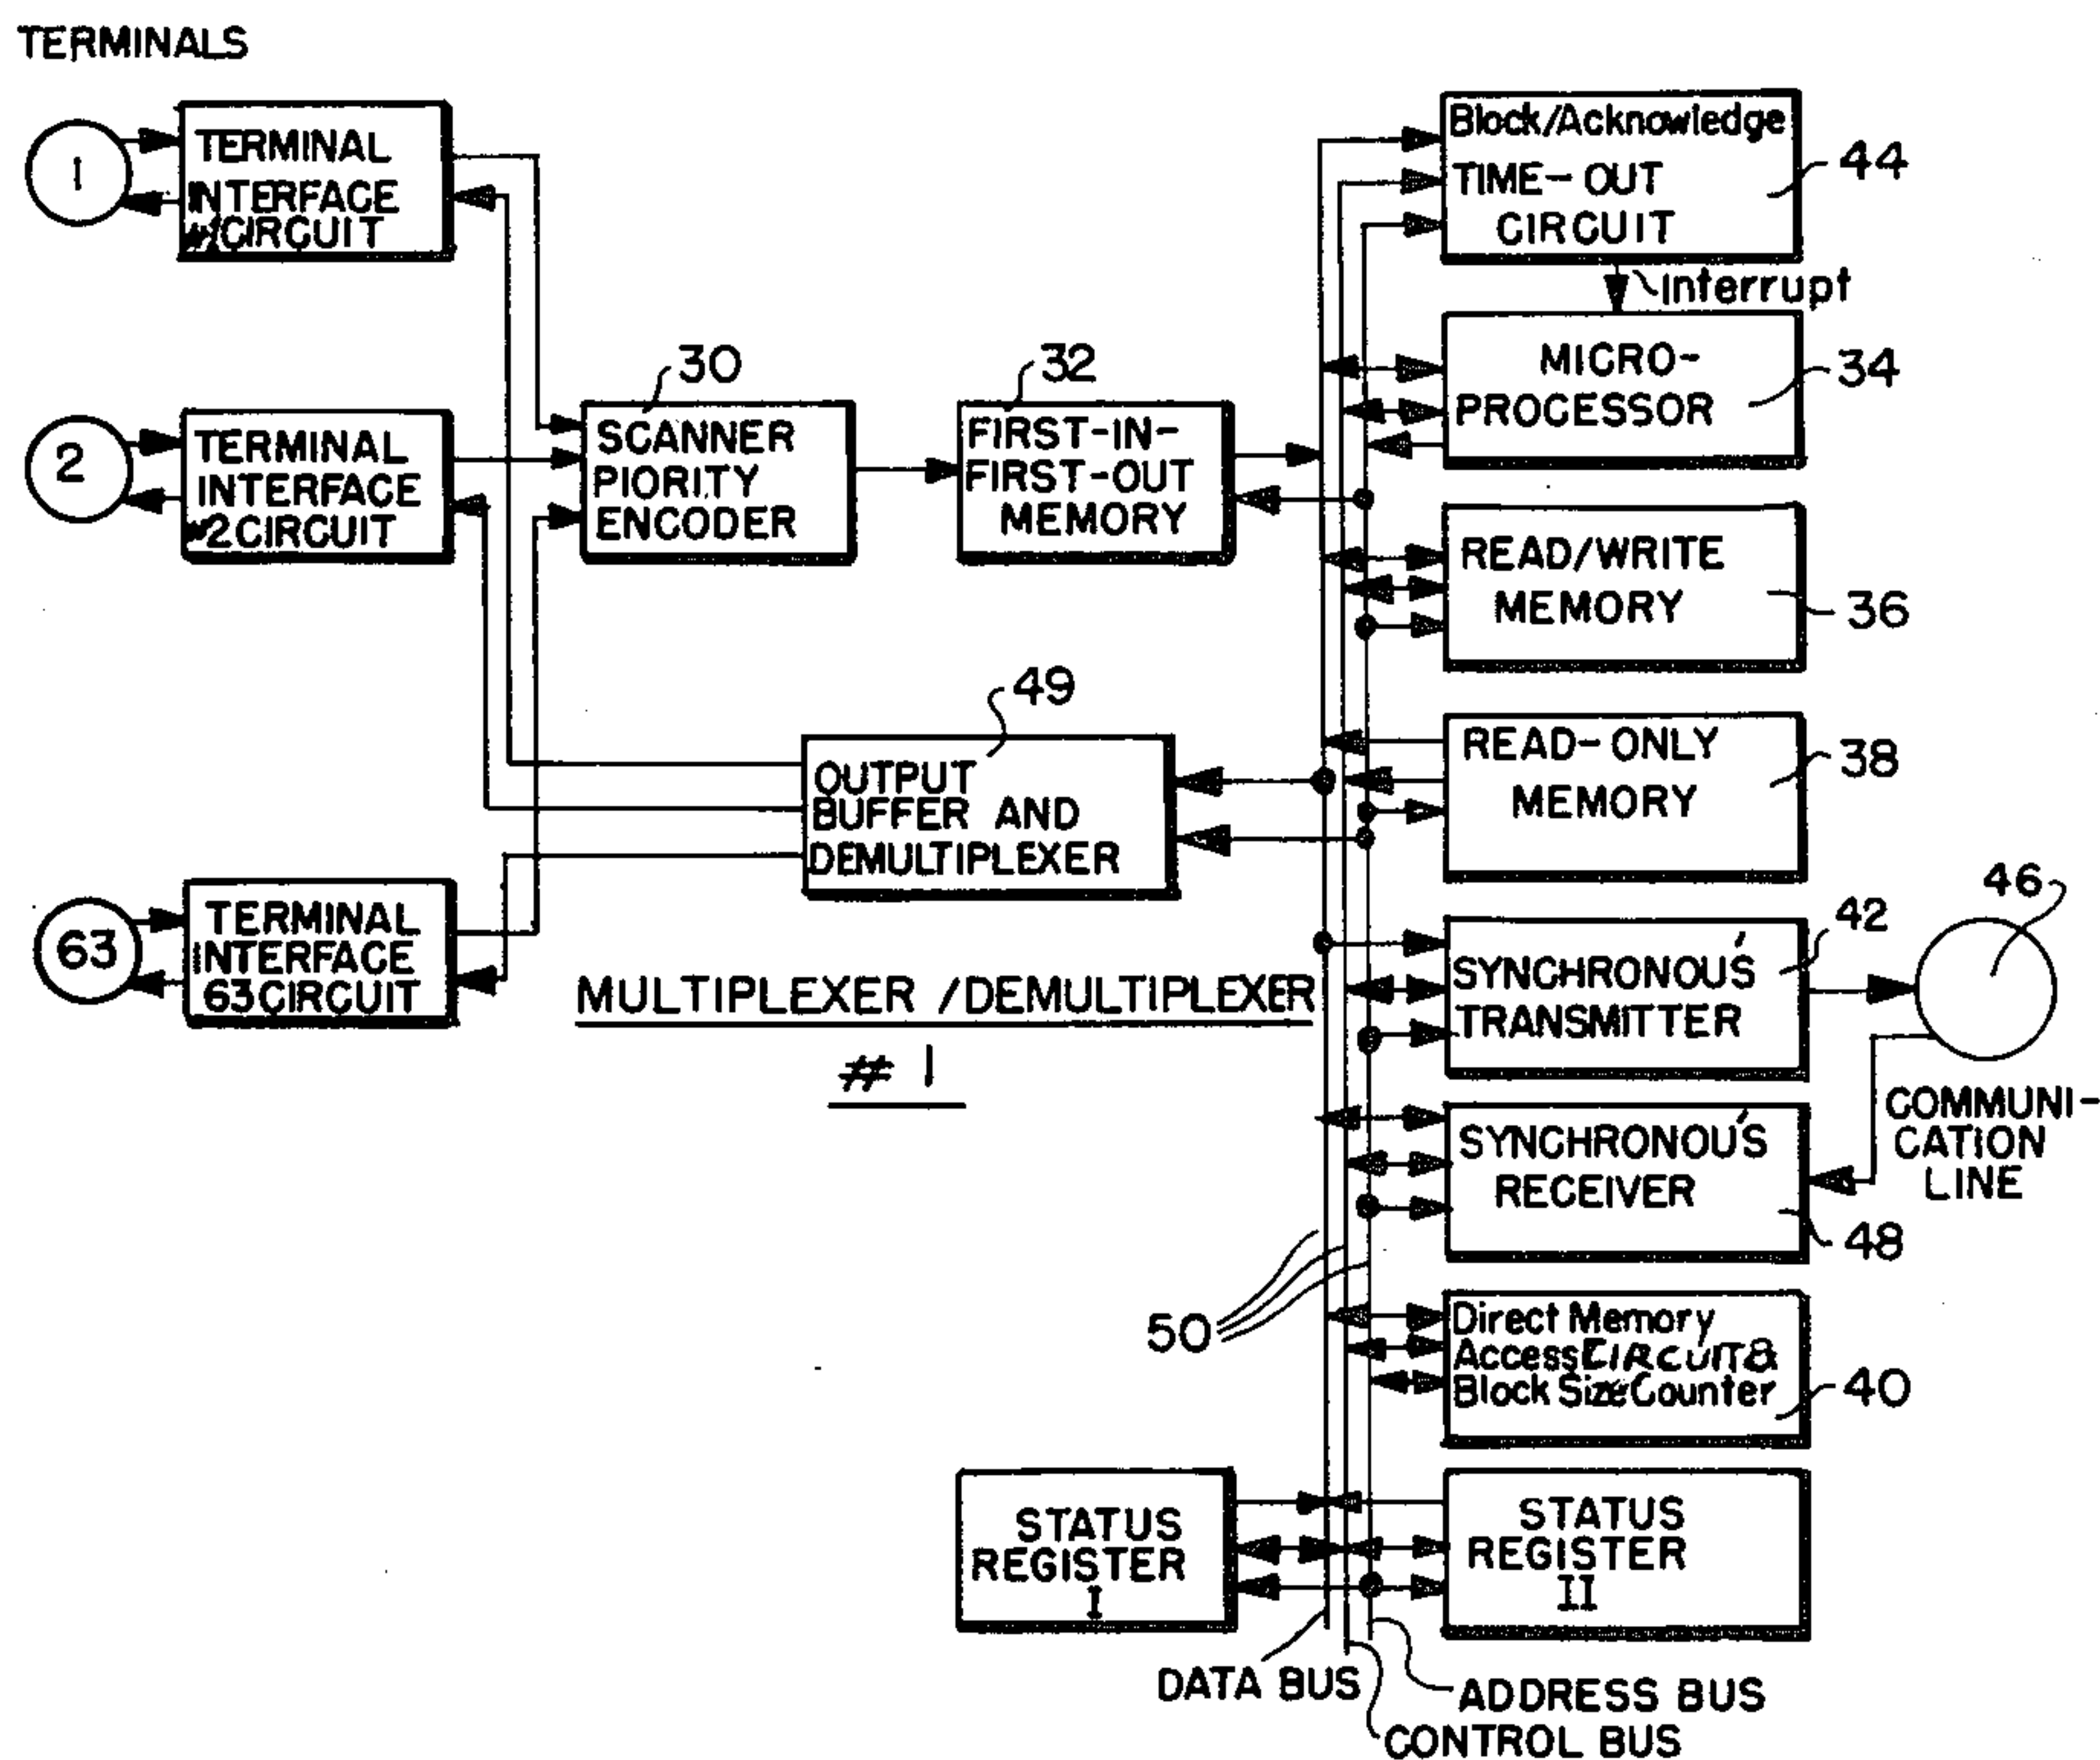 TERMINALS
1
TERMINAL
INTERFACE
#1CIRCUIT
2
TERMINAL
INTERFACE
#2CIRCUIT
63
TERMINAL
INTERFACE
63CIRCUIT
30
SCANNER
PIORITY
ENCODER
32
FIRST-IN-
FIRST-OUT
MEMORY
49
OUTPUT
BUFFER AND
DEMULTIPLEXER
MULTIPLEXER /DEMULTIPLEXER
# 1
Block/Acknowledge
TIME-OUT
CIRCUIT
44
Interrupt
MICRO-
PROCESSOR
34
READ/WRITE
MEMORY
36
READ-ONLY
MEMORY
38
SYNCHRONOUS
TRANSMITTER
42
46
COMMUNI-
CATION
LINE
SYNCHRONOUS
RECEIVER
48
50
Direct Memory
Access CIRCUIT &
Block Size Counter
40
STATUS
REGISTER
I
STATUS
REGISTER
II
DATA BUS
ADDRESS BUS
CONTROL BUS